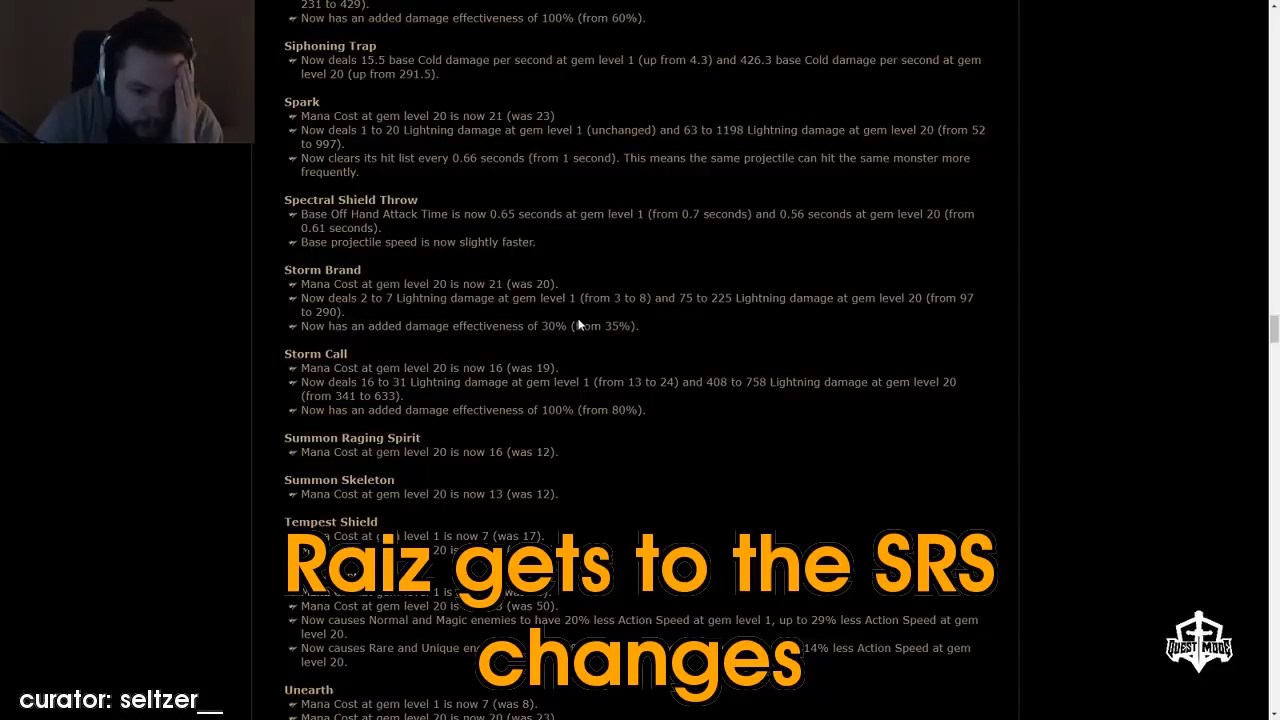 231 to 429).
Now has an added damage effectiveness of 100% (from 60%).
Siphoning Trap
Now deals 15.5 base Cold damage per second at gem level 1 (up from 4.3) and 426.3 base Cold damage per second at gem
level 20 (up from 291.5).
Spark
Mana Cost at gem level 20 is now 21 (was 23)
Now deals 1 to 20 Lightning damage at gem level 1 (unchanged) and 63 to 1198 Lightning damage at gem level 20 (from 52
to 997).
Now clears its hit list every 0.66 seconds (from 1 second). This means the same projectile can hit the same monster more
frequently.
Spectral Shield Throw
Base Off Hand Attack Time is now 0.65 seconds at gem level 1 (from 0.7 seconds) and 0.56 seconds at gem level 20 (from
0.61 seconds).
Base projectile speed is now slightly faster.
Storm Brand
Mana Cost at gem level 20 is now 21 (was 20).
Now deals 2 to 7 Lightning damage at gem level 1 (from 3 to 8) and 75 to 225 Lightning damage at gem level 20 (from 97
to 290).
Now has an added damage effectiveness of 30% (from 35%).
Storm Call
Mana Cost at gem level 20 is now 16 (was 19).
Now deals 16 to 31 Lightning damage at gem level 1 (from 13 to 24) and 408 to 758 Lightning damage at gem level 20
(from 341 to 633).
Now has an added damage effectiveness of 100% (from 80%).
Summon Raging Spirit
Mana Cost at gem level 20 is now 16 (was 12).
Summon Skeleton
Mana Cost at gem level 20 is now 13 (was 12).
Tempest Shield
Cost at gem level 1 is now 7 (was 17).
Raiz gets to the SRS
Mana Cost at gem level 20 is (was 50).
Now causes Normal and Magic enemies to have 20% less Action Speed at gem level 1, up to 29% less Action Speed at gem
level 20.
Now causes Rare and Unique 14% less Action Speed at gem
level 20.
changes
Unearth
Mana Cost at gem level 1 is now 7 (was 8).
Mana Cost at gem level 20 is now 20 (was 23).
QUEST MODE
curator: seltzer__